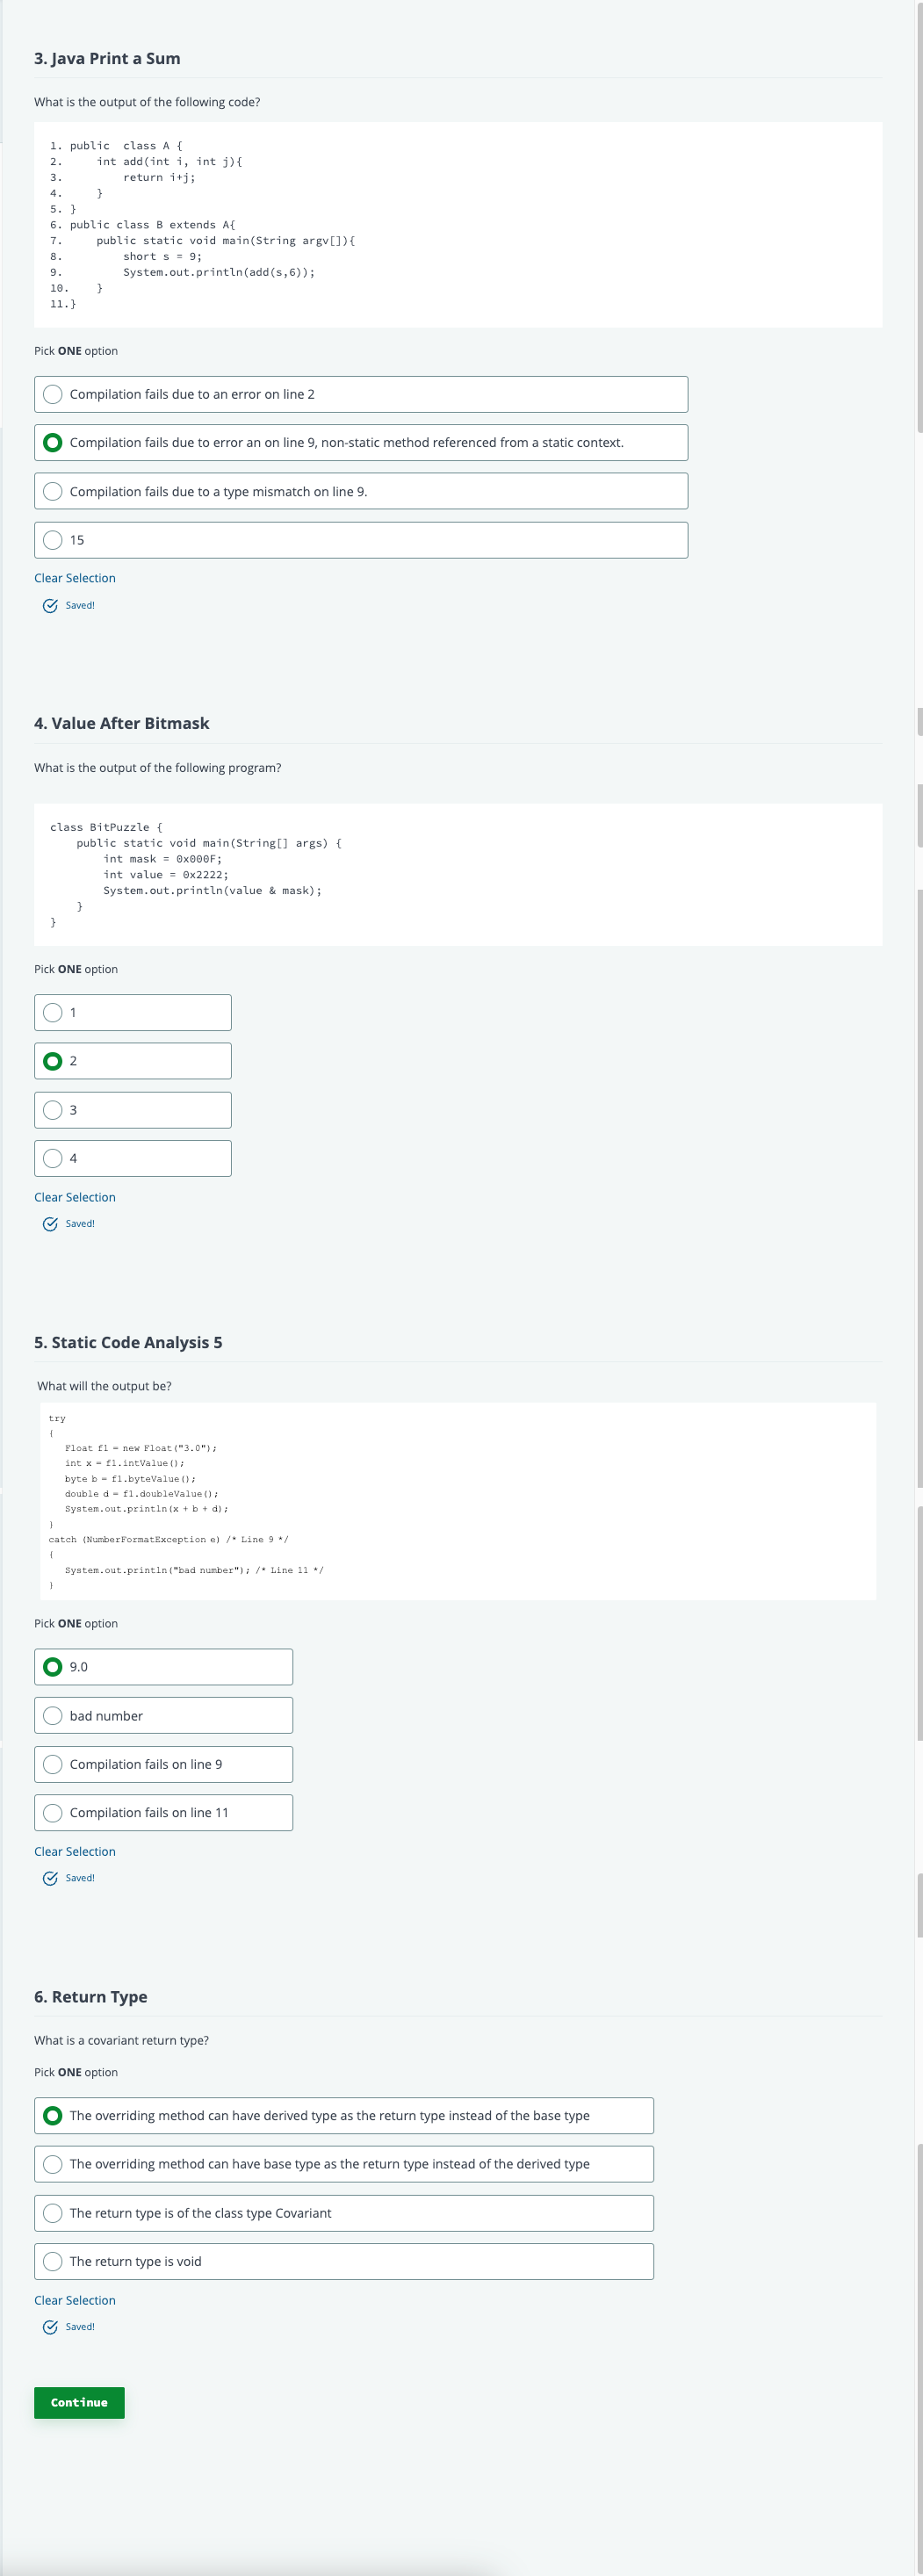 3. Java Print a Sum
What is the output of the following code?
1. public  class A {
2.     int add(int i, int j){
3.         return i+j;
4.     }
5. }
6. public class B extends A{
7.     public static void main(String argv[]){
8.         short s = 9;
9.         System.out.println(add(s,6));
10.    }
11.}
Pick ONE option
Compilation fails due to an error on line 2
Compilation fails due to error an on line 9, non-static method referenced from a static context.
Compilation fails due to a type mismatch on line 9.
15
Clear Selection
Saved!
4. Value After Bitmask
What is the output of the following program?
class BitPuzzle {
    public static void main(String[] args) {
        int mask = 0x000F;
        int value = 0x2222;
        System.out.println(value & mask);
    }
}
Pick ONE option
1
2
3
4
Clear Selection
Saved!
5. Static Code Analysis 5
What will the output be?
try
{
   Float f1 = new Float("3.0");
   int x = f1.intValue();
   byte b = f1.byteValue();
   double d = f1.doubleValue();
   System.out.println(x + b + d);
}
catch (NumberFormatException e) /* Line 9 */
{
   System.out.println("bad number"); /* Line 11 */
}
Pick ONE option
9.0
bad number
Compilation fails on line 9
Compilation fails on line 11
Clear Selection
Saved!
6. Return Type
What is a covariant return type?
Pick ONE option
The overriding method can have derived type as the return type instead of the base type
The overriding method can have base type as the return type instead of the derived type
The return type is of the class type Covariant
The return type is void
Clear Selection
Saved!
Continue